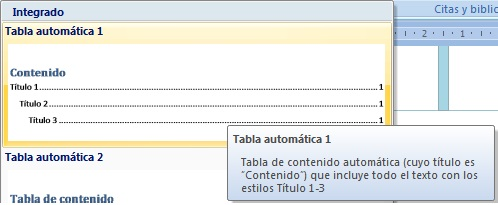 Integrado
Citas y biblio
Tabla automática 1
2 1
Contenido
Título 1 1
Título 2 1
Título 3 1
Tabla automática 1
Tabla de contenido automática (cuyo título es
"Contenido") que incluye todo el texto con los
estilos Título 1-3
Tabla automática 2
Tabla de contenido